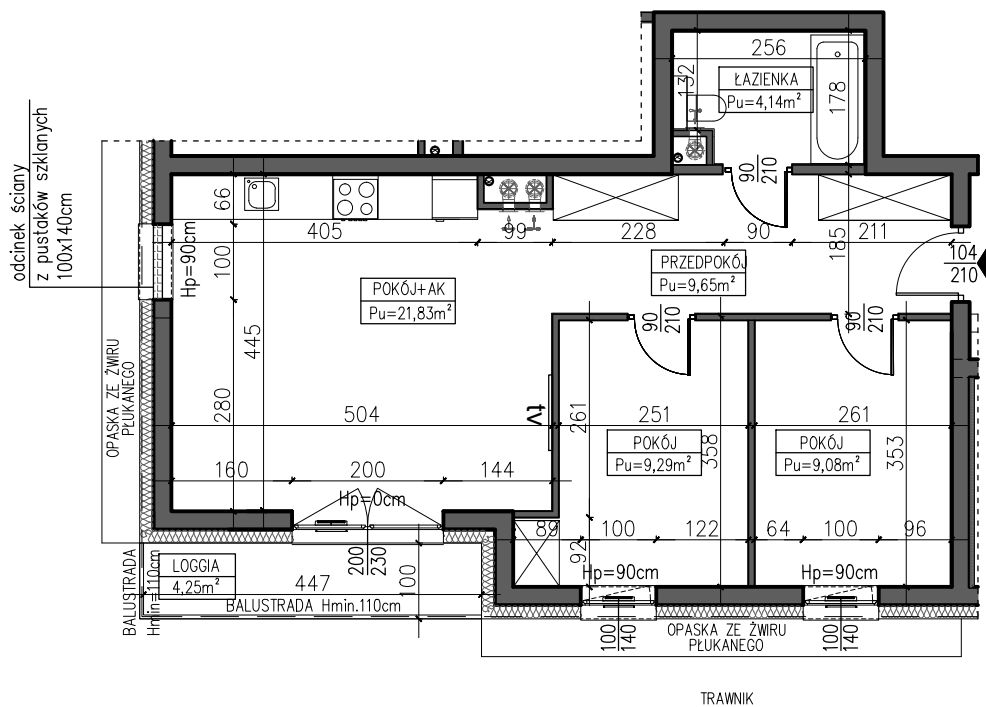 256
132
ŁAZIENKA
Pu=4,14m²
178
90
210
odcinek ściany
z pustaków szklanych
100x140cm
66
405
99
228
90
211
185
104
210
100
Hp=90cm
PRZEDPOKÓJ
Pu=9,65m²
POKÓJ+AK
Pu=21,83m²
90
210
90
210
445
OPASKA ZE ŻWIRU
PŁUKANEGO
280
504
tv
261
251
261
POKÓJ
Pu=9,29m²
358
POKÓJ
Pu=9,08m²
353
160
200
144
Hp=0cm
89
100
122
64
100
96
92
Hp=90cm
Hp=90cm
BALUSTRADA
Hmin=110cm
LOGGIA
4,25m²
447
200
230
100
BALUSTRADA Hmin.110cm
100
140
OPASKA ZE ŻWIRU
PŁUKANEGO
100
140
TRAWNIK